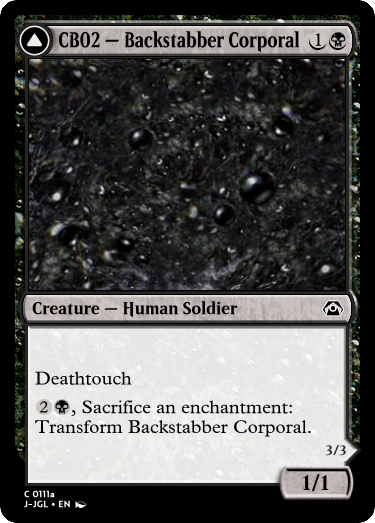 CB02 — Backstabber Corporal 1
Creature — Human Soldier
Deathtouch
2, Sacrifice an enchantment:
Transform Backstabber Corporal.
3/3
1/1
C 0111a
J-JGL • EN